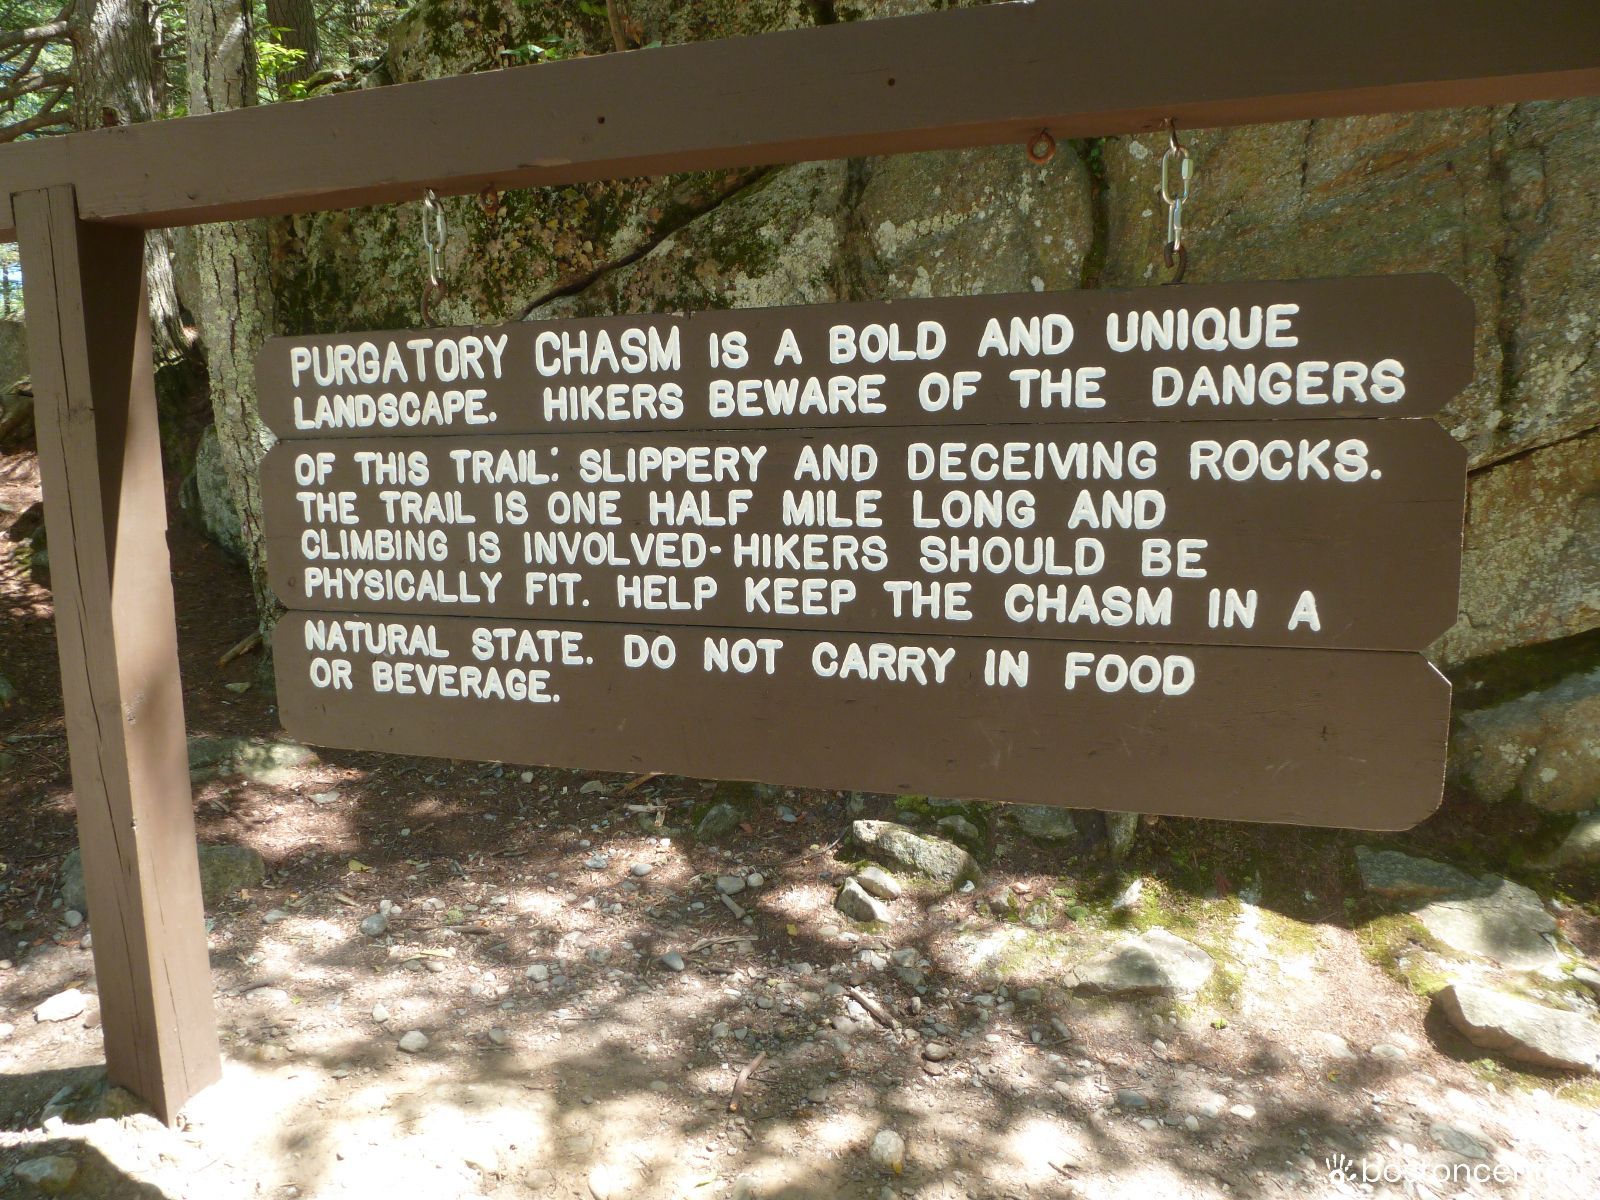 PURGATORY CHASM IS A BOLD AND UNIQUE
LANDSCAPE. HIKERS BEWARE OF THE DANGERS
OF THIS TRAIL: SLIPPERY AND DECEIVING ROCKS.
THE TRAIL IS ONE HALF MILE LONG AND
CLIMBING IS INVOLVED-HIKERS SHOULD BE
PHYSICALLY FIT. HELP KEEP THE CHASM IN A
NATURAL STATE. DO NOT CARRY IN FOOD
OR BEVERAGE.